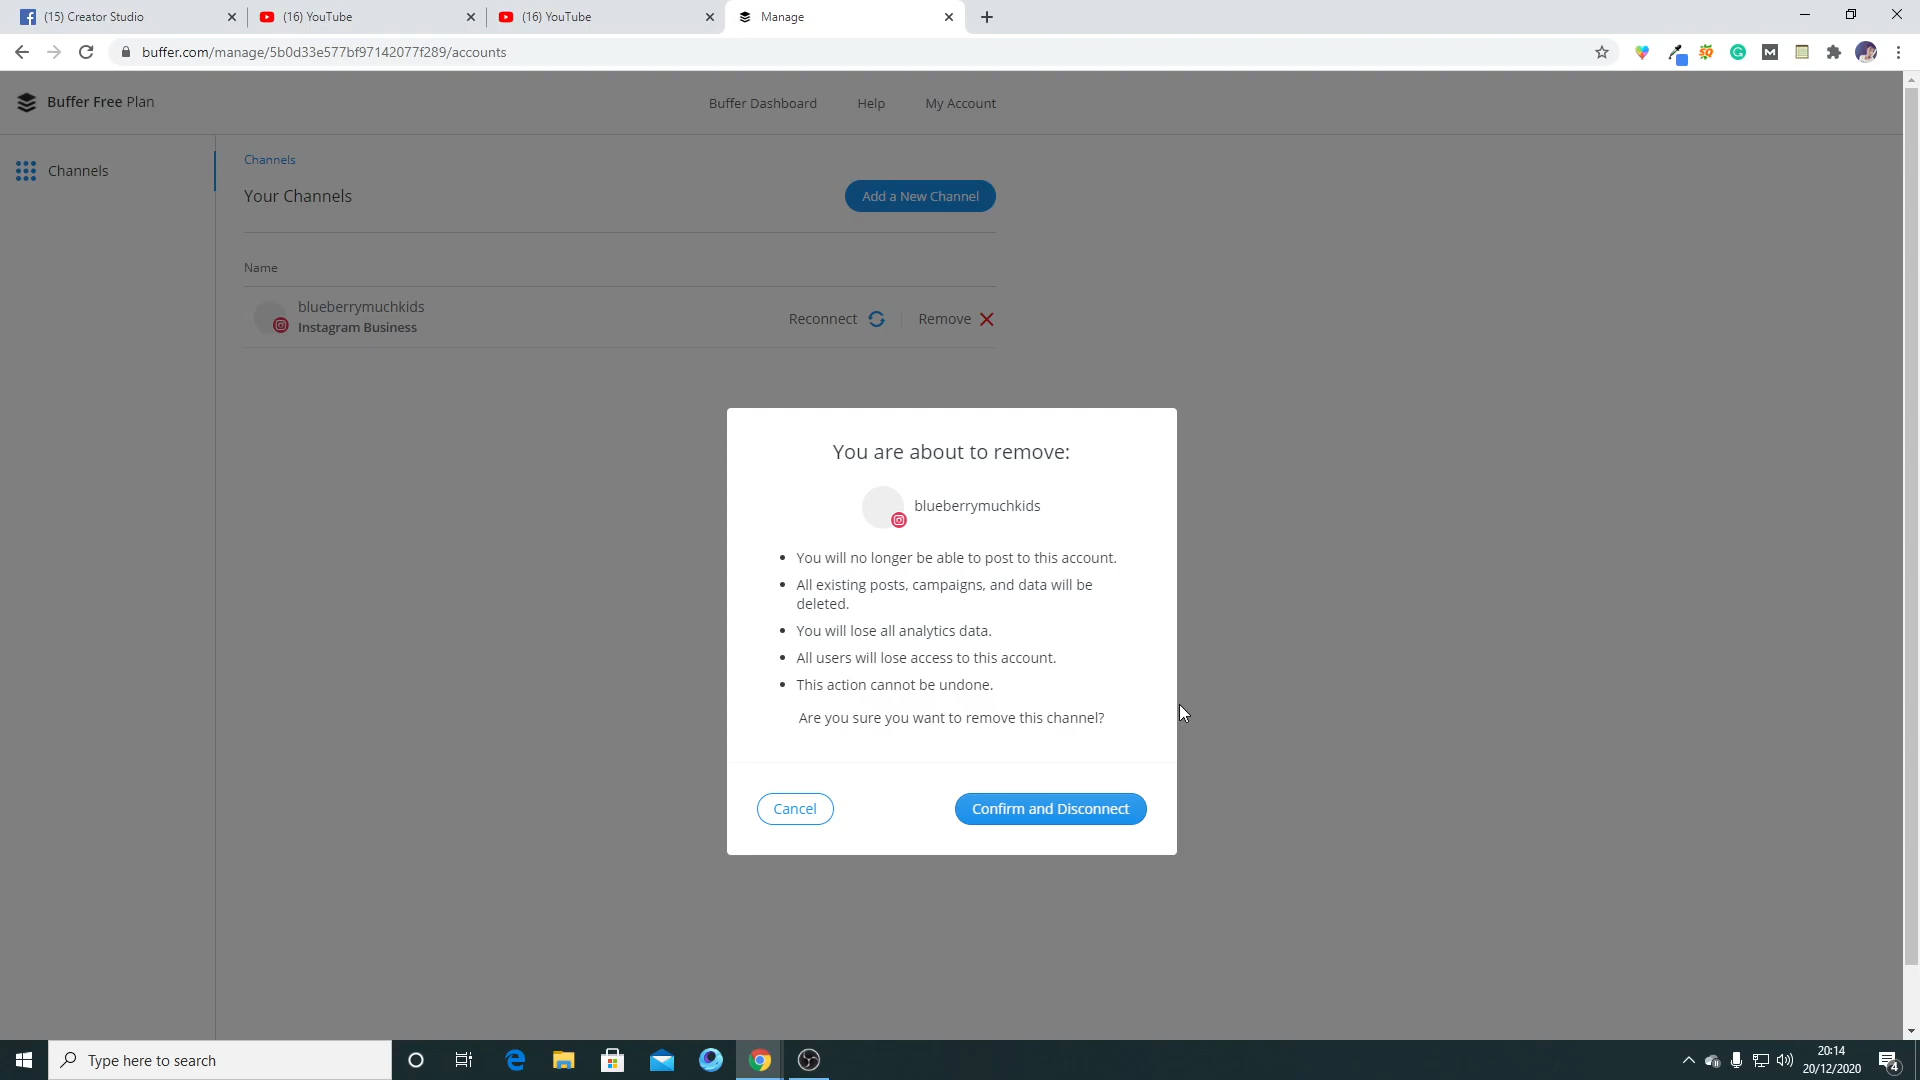 (15) Creator Studio
(16) YouTube
(16) YouTube
Manage
buffer.com/manage/5b0d33e577bf97142077f289/accounts
Buffer Free Plan
Buffer Dashboard
Help
My Account
Channels
Channels
Your Channels
Add a New Channel
Name
blueberrymuchkids
Instagram Business
Reconnect
Remove
You are about to remove:
blueberrymuchkids
• You will no longer be able to post to this account.
• All existing posts, campaigns, and data will be
deleted.
• You will lose all analytics data.
• All users will lose access to this account.
• This action cannot be undone.
Are you sure you want to remove this channel?
Cancel
Confirm and Disconnect
Type here to search
20:14
20/12/2020
4